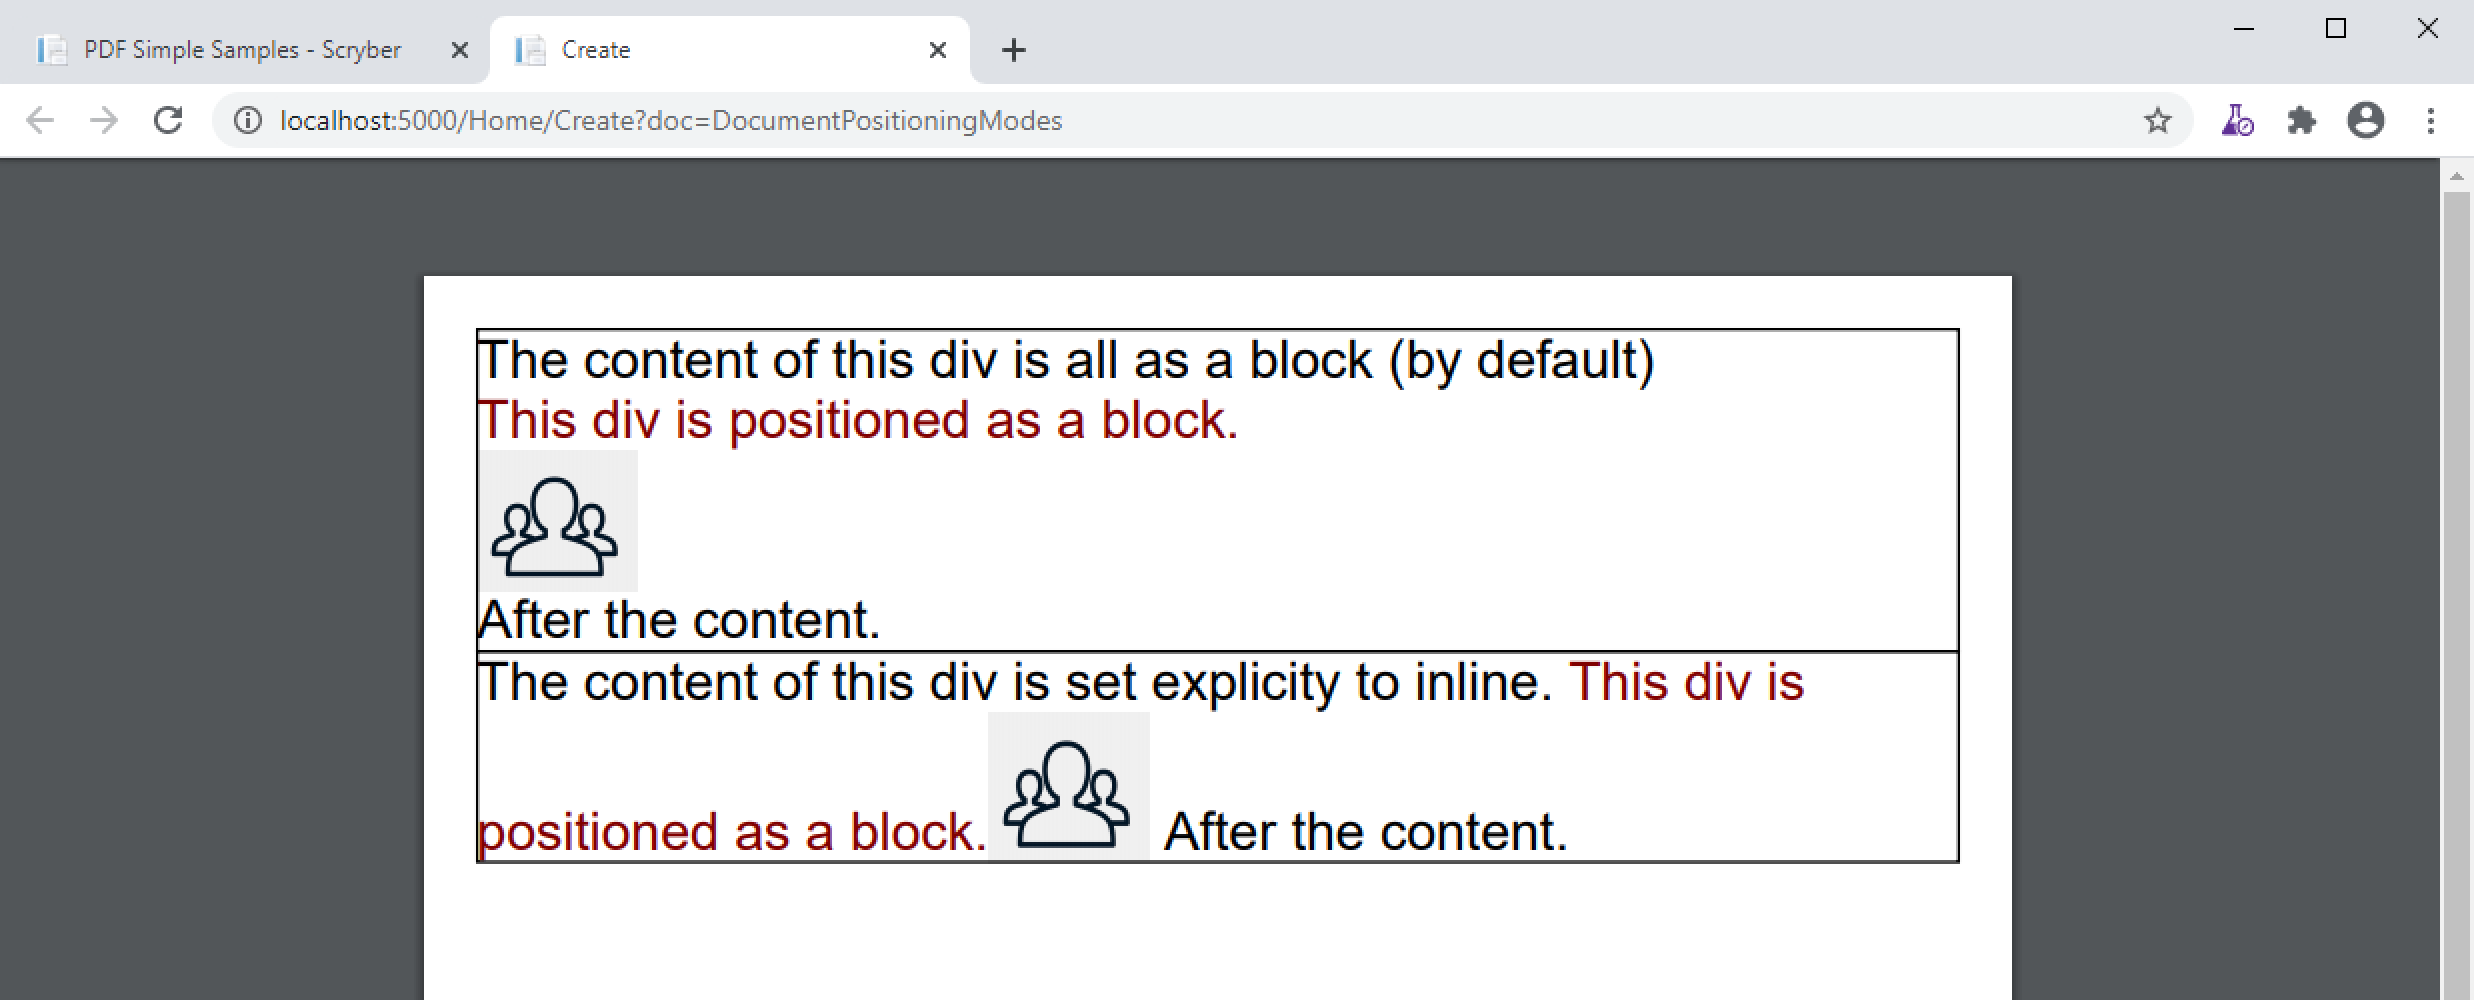 PDF Simple Samples - Scryber
Create
localhost:5000/Home/Create?doc=DocumentPositioningModes
The content of this div is all as a block (by default)
This div is positioned as a block.
After the content.
The content of this div is set explicity to inline. This div is
positioned as a block. After the content.